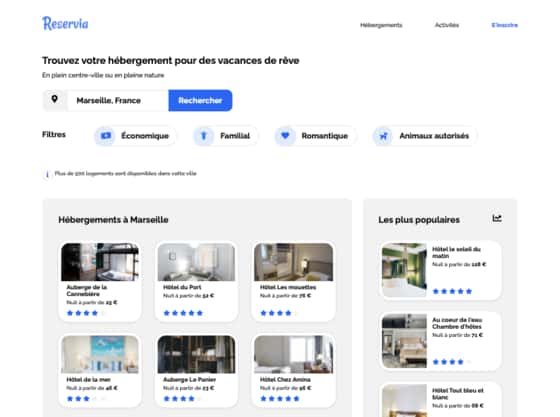 Reservia
Hébergements
Activités
S'inscrire
Trouvez votre hébergement pour des vacances de rêve
En plein centre-ville ou en pleine nature
Marseille, France
Rechercher
Filtres
Économique
Familial
Romantique
Animaux autorisés
Plus de 500 logements sont disponibles dans cette ville
Hébergements à Marseille
Auberge de la
Cannebière
Nuit à partir de 25 €
Hôtel du Port
Nuit à partir de 52 €
Hôtel Les mouettes
Nuit à partir de 76 €
Hôtel de la mer
Nuit à partir de 46 €
Auberge Le Panier
Nuit à partir de 23 €
Hôtel Chez Amina
Nuit à partir de 96 €
Les plus populaires
Hôtel le soleil du
matin
Nuit à partir de 128 €
Au coeur de l'eau
Chambre d'hôtes
Nuit à partir de 71 €
Hôtel Tout bleu et
blanc
Nuit à partir de 68 €